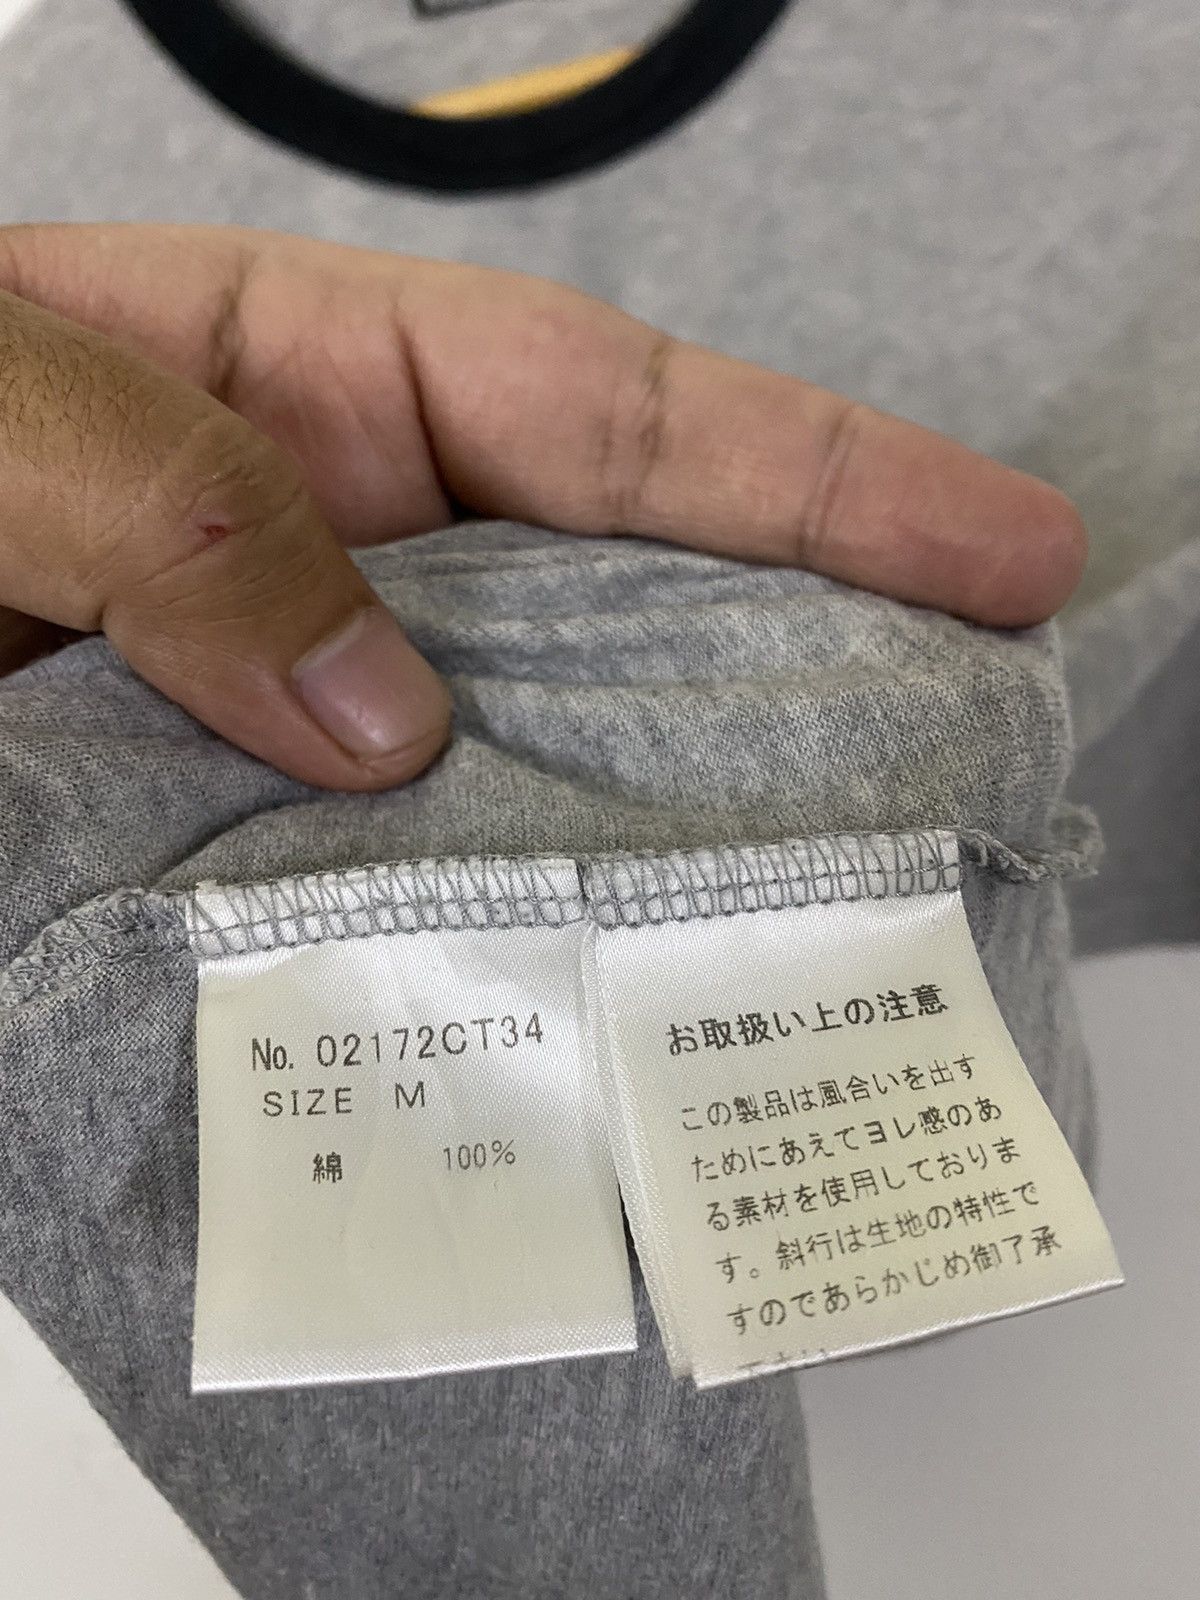 No. 02172CT34
SIZE M
綿 100%
お取扱い上の注意
この製品は風合いを出す
ためにあえてヨレ感のあ
る素材を使用しておりま
す。斜行は生地の特性で
すのであらかじめ御了承